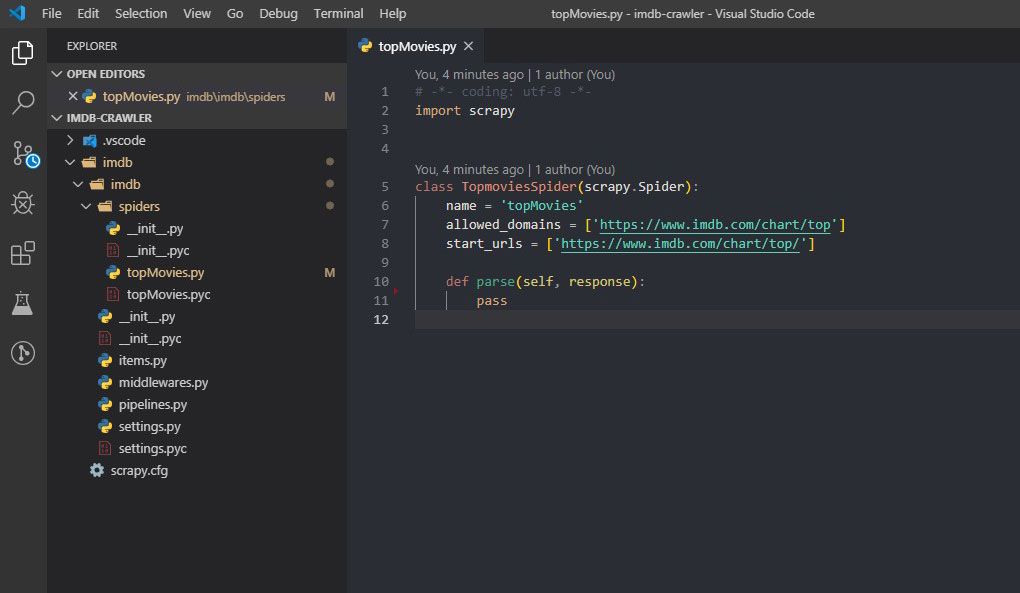 File Edit Selection View Go Debug Terminal Help topMovies.py - imdb-crawler - Visual Studio Code
EXPLORER
OPEN EDITORS
topMovies.py imdb\imdb\spiders M
IMDB-CRAWLER
.vscode
imdb
imdb
spiders
__init__.py
__init__.pyc
topMovies.py M
topMovies.pyc
__init__.py
__init__.pyc
items.py
middlewares.py
pipelines.py
settings.py
settings.pyc
scrapy.cfg
topMovies.py
You, 4 minutes ago | 1 author (You)
1 # -*- coding: utf-8 -*-
2 import scrapy
3
4
You, 4 minutes ago | 1 author (You)
5 class TopmoviesSpider(scrapy.Spider):
6 name = 'topMovies'
7 allowed_domains = ['https://www.imdb.com/chart/top']
8 start_urls = ['https://www.imdb.com/chart/top/']
9
10 def parse(self, response):
11 pass
12